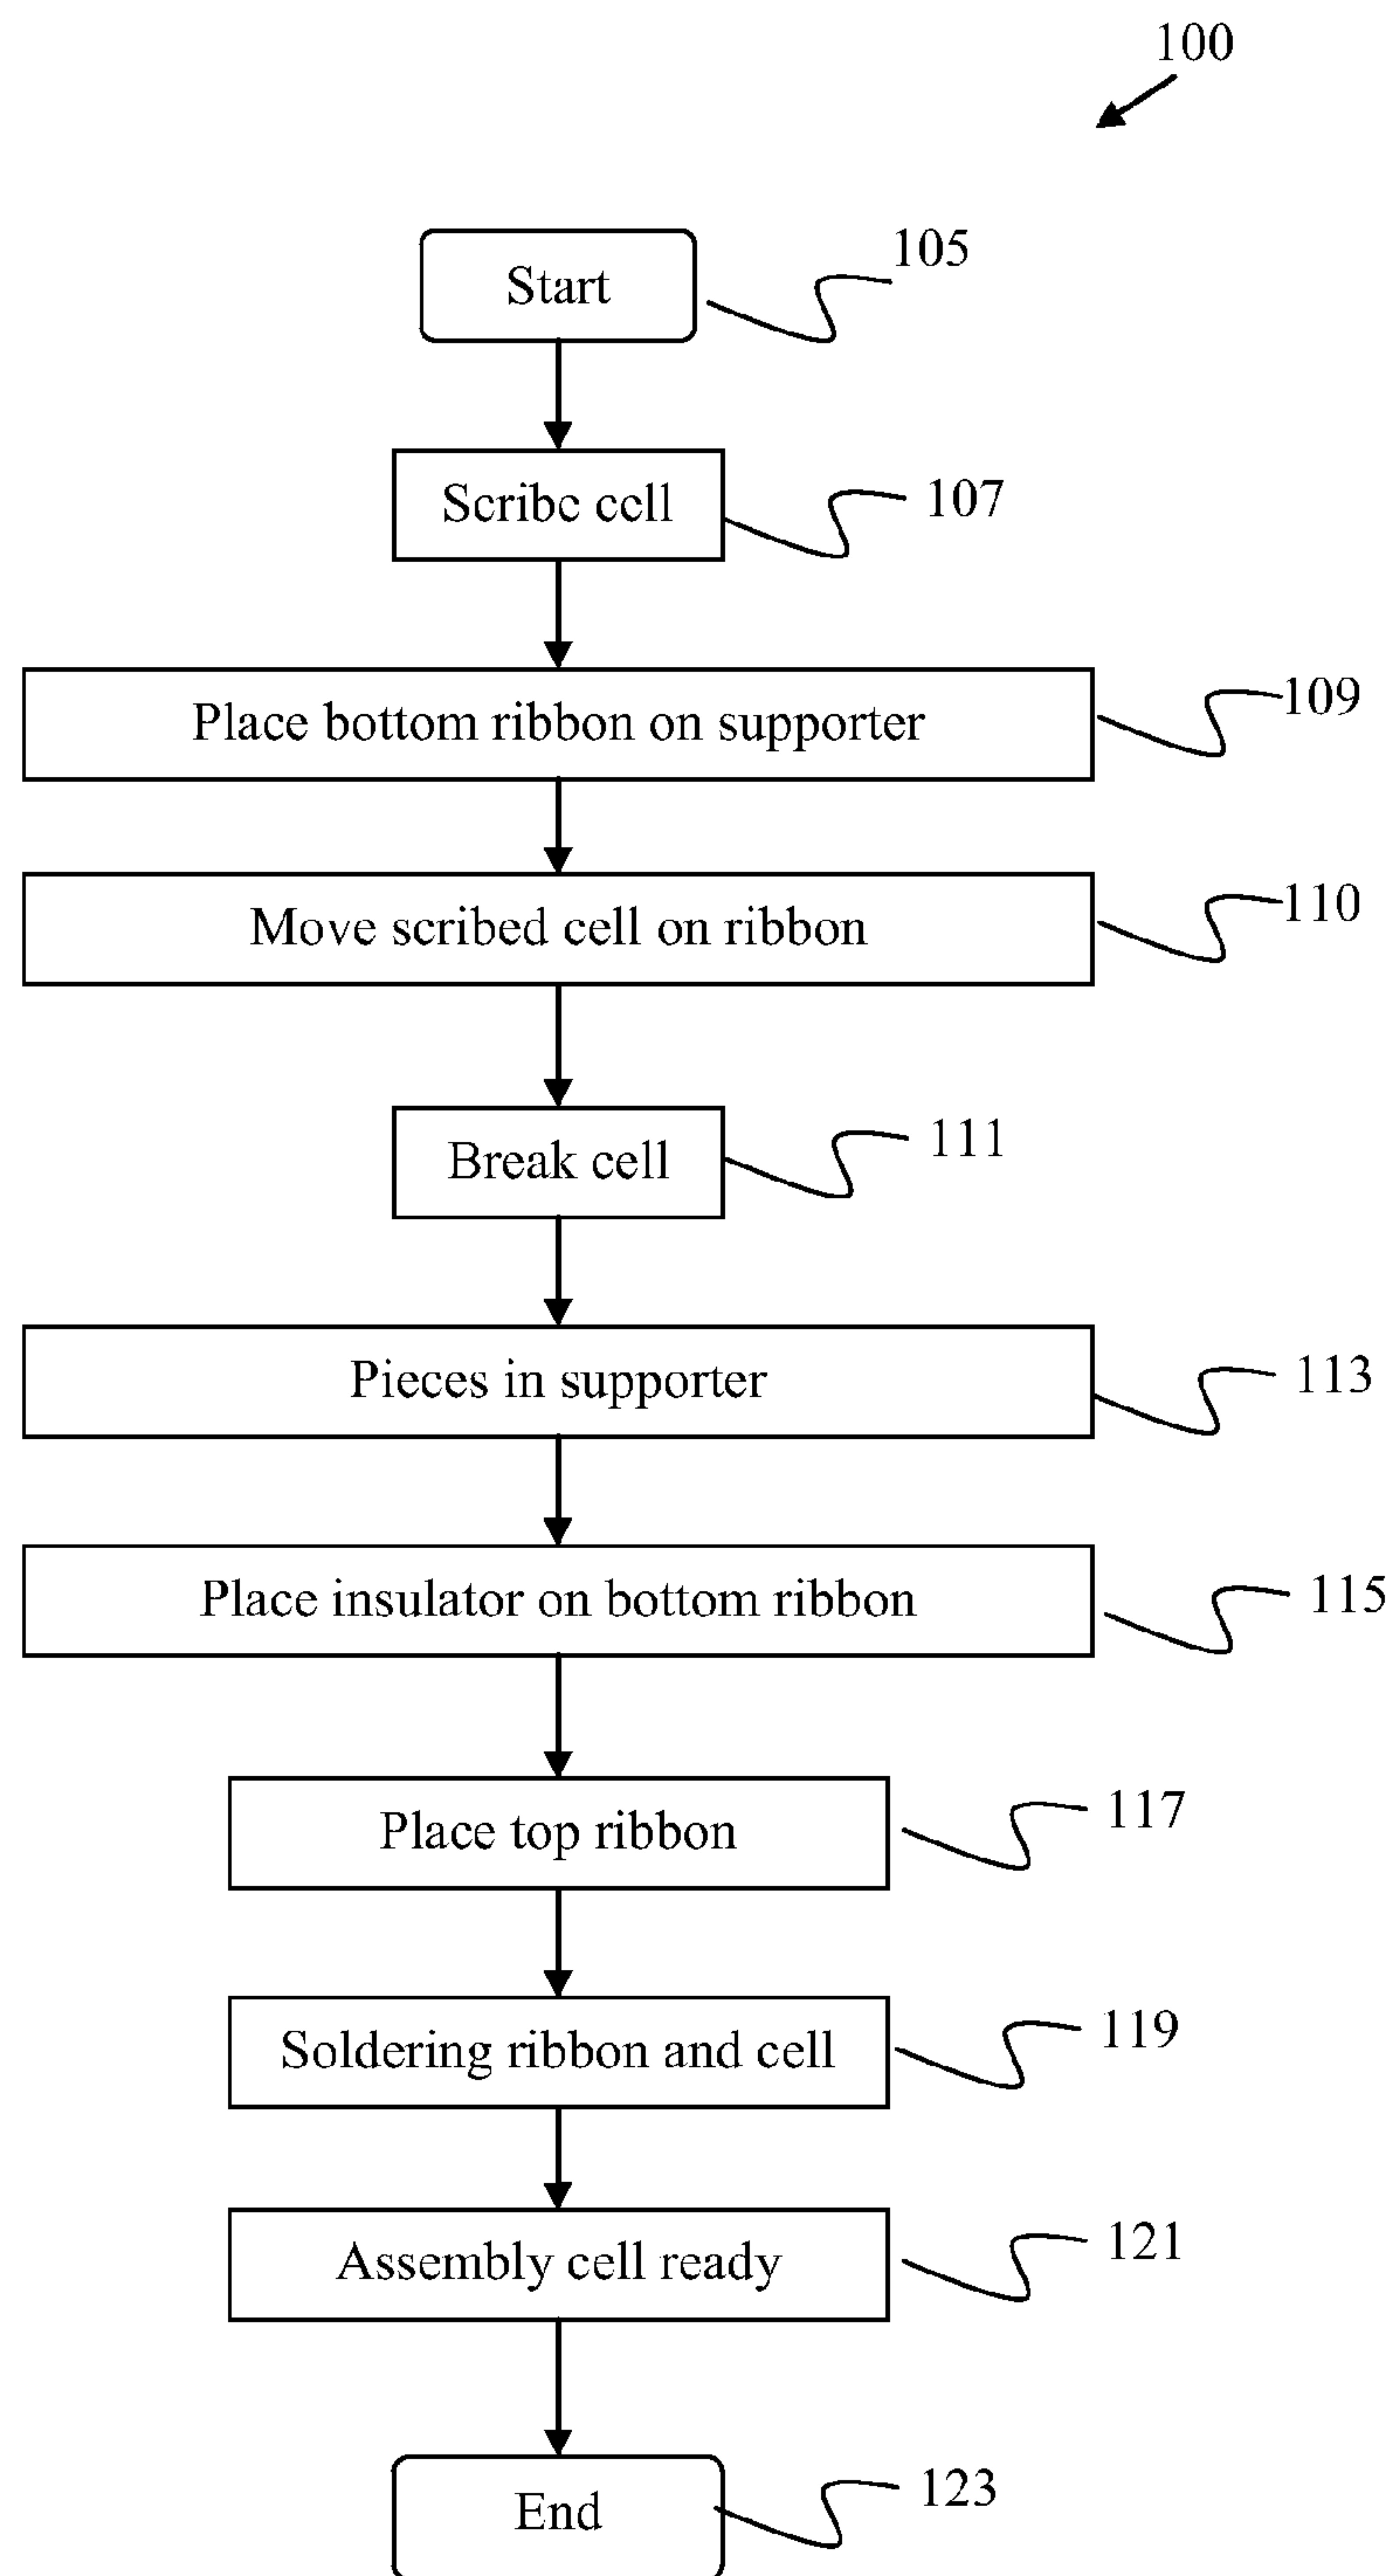 100
Start
105
Scribe cell
107
Place bottom ribbon on supporter
109
Move scribed cell on ribbon
110
Break cell
111
Pieces in supporter
113
Place insulator on bottom ribbon
115
Place top ribbon
117
Soldering ribbon and cell
119
Assembly cell ready
121
End
123